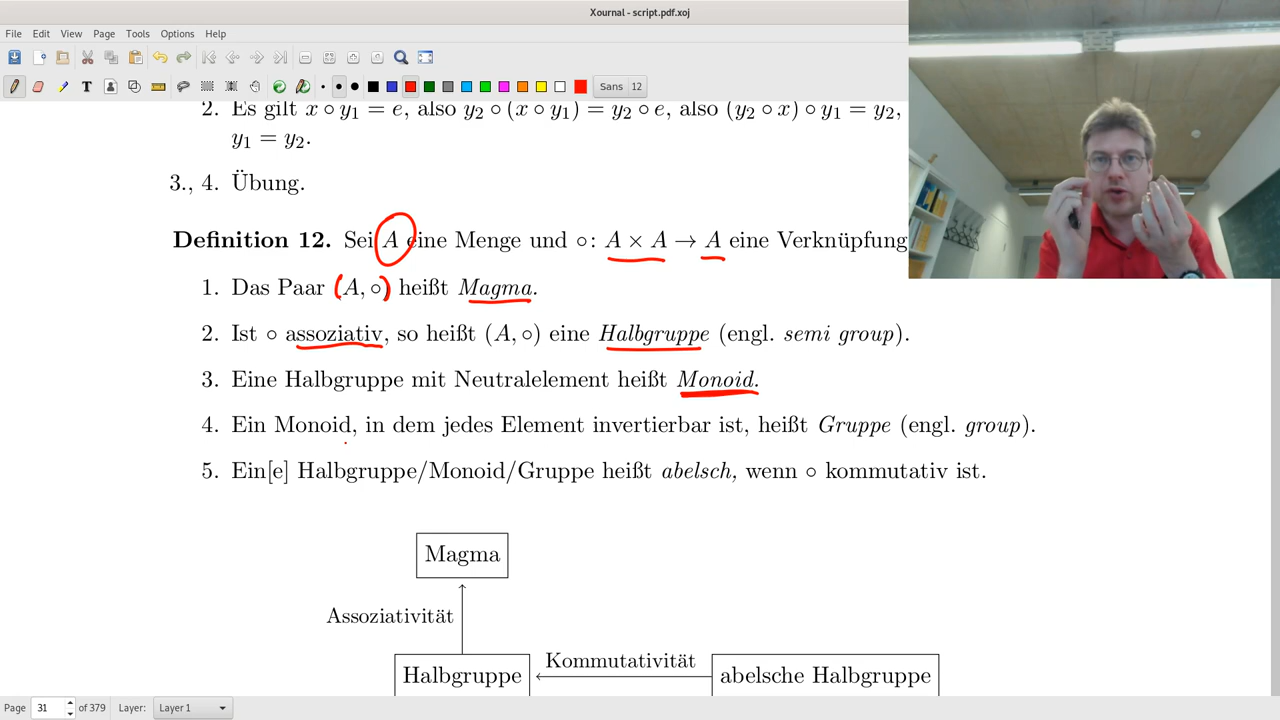 Xournal - script.pdf.xoj
File Edit View Page Tools Options Help
Sans 12
2. Es gilt x ∘ y₁ = e, also y₂ ∘ (x ∘ y₁) = y₂ ∘ e, also (y₂ ∘ x) ∘ y₁ = y₂,
y₁ = y₂.
3., 4. Übung.
Definition 12. Sei A eine Menge und ∘: A × A → A eine Verknüpfung
1. Das Paar (A, ∘) heißt Magma.
2. Ist ∘ assoziativ, so heißt (A, ∘) eine Halbgruppe (engl. semi group).
3. Eine Halbgruppe mit Neutralelement heißt Monoid.
4. Ein Monoid, in dem jedes Element invertierbar ist, heißt Gruppe (engl. group).
5. Ein[e] Halbgruppe/Monoid/Gruppe heißt abelsch, wenn ∘ kommutativ ist.
Magma
Assoziativität
Kommutativität
Halbgruppe abelsche Halbgruppe
Page 31 of 379 Layer: Layer 1